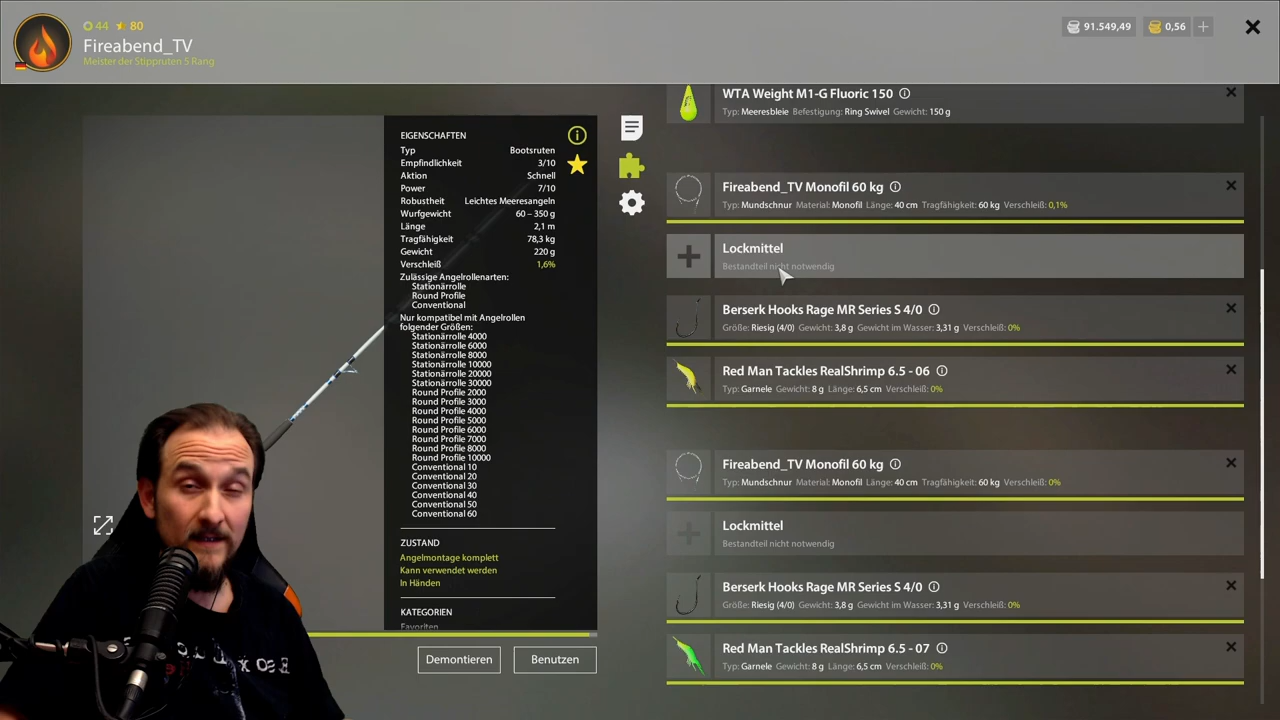 44 80
Fireabend_TV
Meister der Stippruten 5 Rang
91.549,49 0,56
EIGENSCHAFTEN
Typ Bootsruten
Empfindlichkeit 3/10
Aktion Schnell
Power 7/10
Robustheit Leichtes Meeresangeln
Wurfgewicht 60 – 350 g
Länge 2,1 m
Tragfähigkeit 78,3 kg
Gewicht 220 g
Verschleiß 1,6%
Zulässige Angelrollenarten:
Stationärrolle
Round Profile
Conventional
Nur kompatibel mit Angelrollen
folgender Größen:
Stationärrolle 4000
Stationärrolle 6000
Stationärrolle 8000
Stationärrolle 10000
Stationärrolle 20000
Stationärrolle 30000
Round Profile 2000
Round Profile 3000
Round Profile 4000
Round Profile 5000
Round Profile 6000
Round Profile 7000
Round Profile 8000
Round Profile 10000
Conventional 10
Conventional 20
Conventional 30
Conventional 40
Conventional 50
Conventional 60
ZUSTAND
Angelmontage komplett
Kann verwendet werden
In Händen
KATEGORIEN
Favoriten
Demontieren Benutzen
WTA Weight M1-G Fluoric 150
Typ: Meeresbleie Befestigung: Ring Swivel Gewicht: 150 g
Fireabend_TV Monofil 60 kg
Typ: Mundschnur Material: Monofil Länge: 40 cm Tragfähigkeit: 60 kg Verschleiß: 0,1%
Lockmittel
Bestandteil nicht notwendig
Berserk Hooks Rage MR Series S 4/0
Größe: Riesig (4/0) Gewicht: 3,8 g Gewicht im Wasser: 3,31 g Verschleiß: 0%
Red Man Tackles RealShrimp 6.5 - 06
Typ: Garnele Gewicht: 8 g Länge: 6,5 cm Verschleiß: 0%
Fireabend_TV Monofil 60 kg
Typ: Mundschnur Material: Monofil Länge: 40 cm Tragfähigkeit: 60 kg Verschleiß: 0%
Lockmittel
Bestandteil nicht notwendig
Berserk Hooks Rage MR Series S 4/0
Größe: Riesig (4/0) Gewicht: 3,8 g Gewicht im Wasser: 3,31 g Verschleiß: 0%
Red Man Tackles RealShrimp 6.5 - 07
Typ: Garnele Gewicht: 8 g Länge: 6,5 cm Verschleiß: 0%